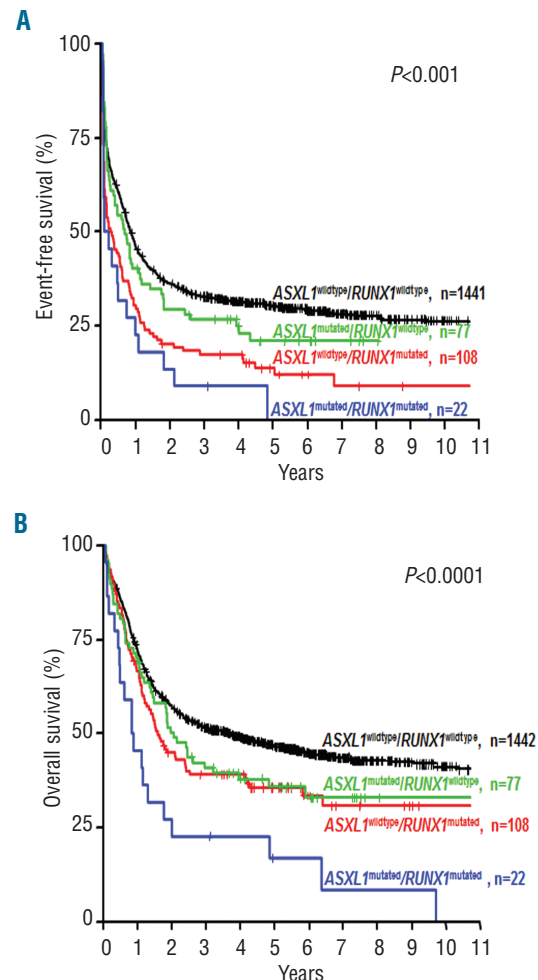 A
100
75
50
25
0
Event-free suvival (%)
P<0.001
ASXL1wildtype/RUNX1wildtype, n=1441
ASXL1mutated/RUNX1wildtype, n=77
ASXL1wildtype/RUNX1mutated, n=108
ASXL1mutated/RUNX1mutated, n=22
0 1 2 3 4 5 6 7 8 9 10 11
Years
B
100
75
50
25
0
Overall suvival (%)
P<0.0001
ASXL1wildtype/RUNX1wildtype, n=1442
ASXL1mutated/RUNX1wildtype, n=77
ASXL1wildtype/RUNX1mutated, n=108
ASXL1mutated/RUNX1mutated , n=22
0 1 2 3 4 5 6 7 8 9 10 11
Years